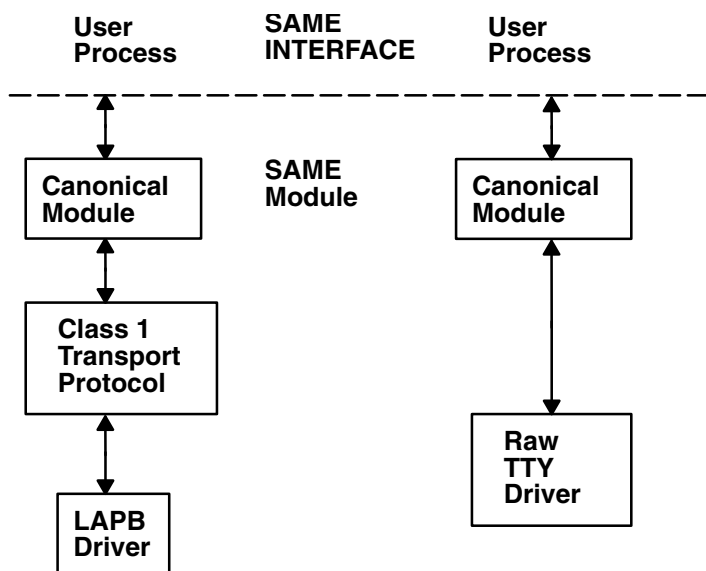 User
Process
SAME
INTERFACE
User
Process
Canonical
Module
SAME
Module
Canonical
Module
Class 1
Transport
Protocol
Raw
TTY
Driver
LAPB
Driver